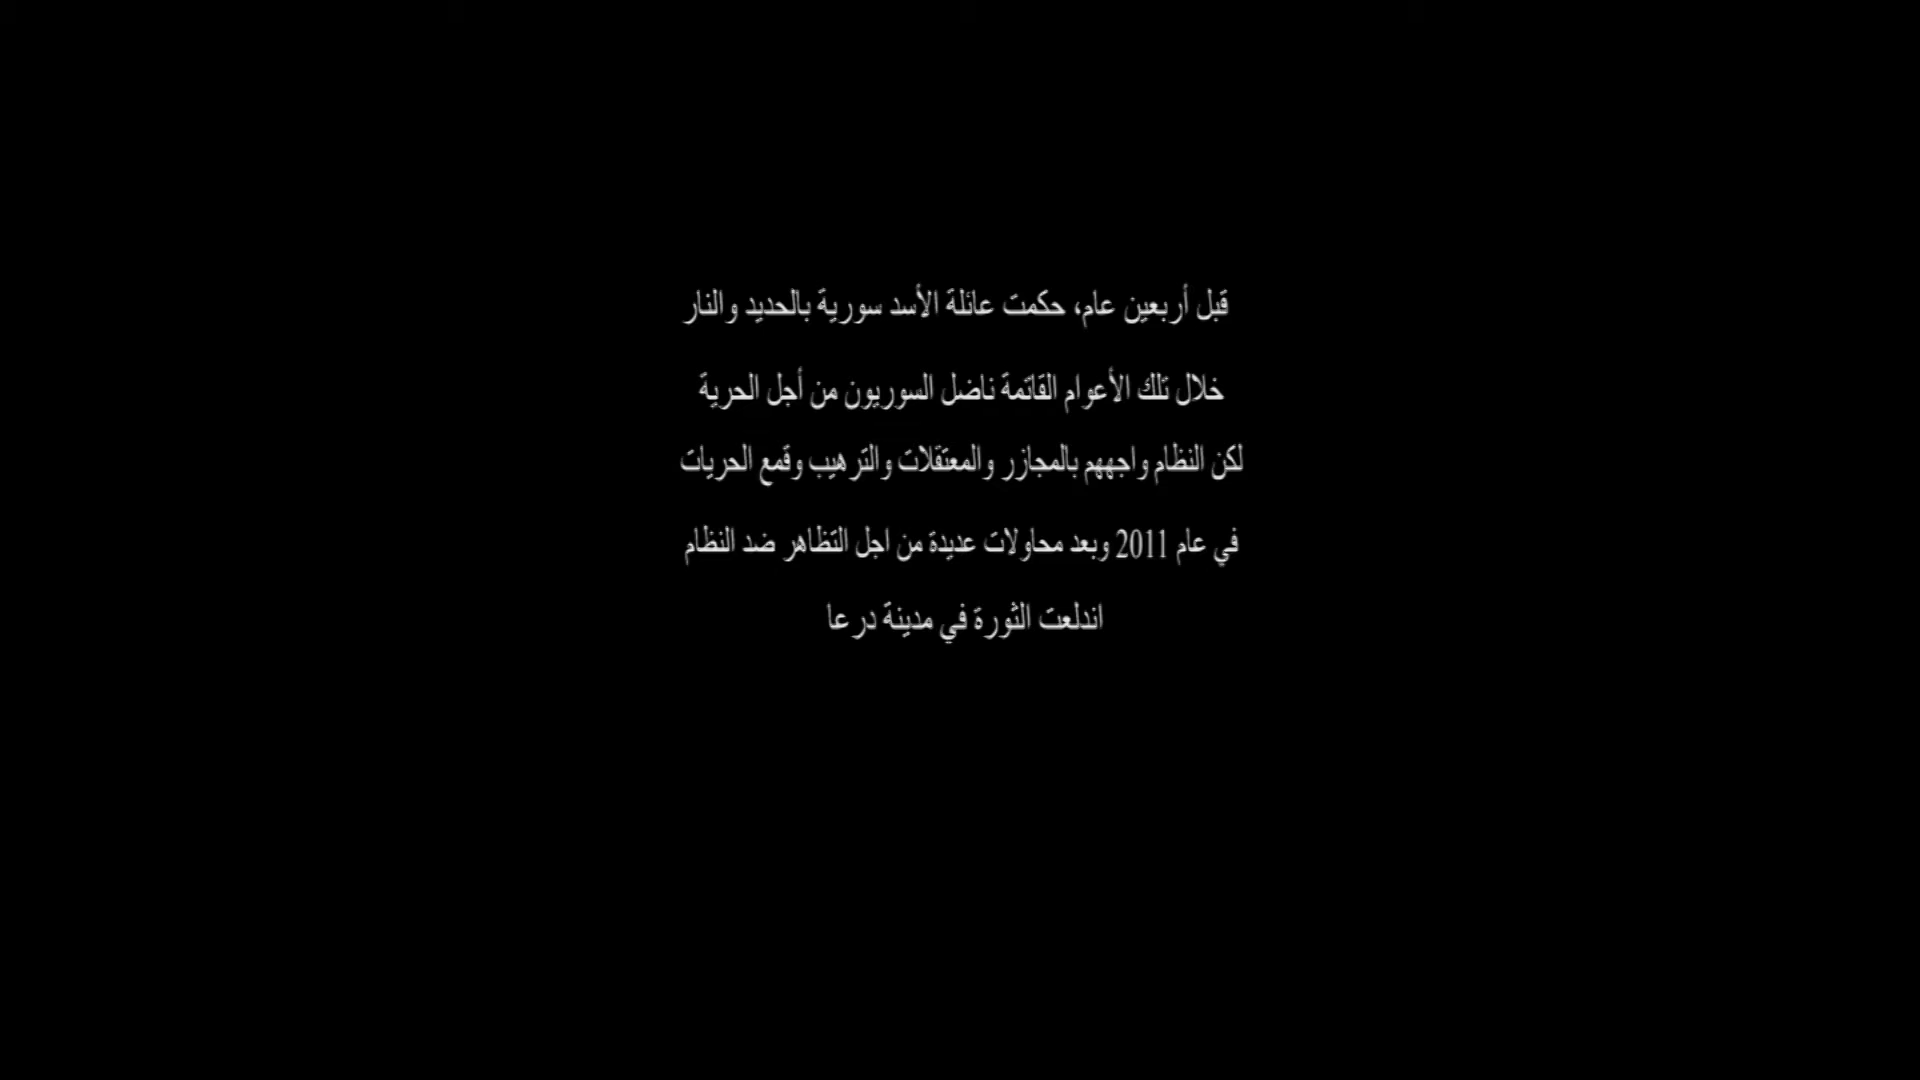 قبل أربعين عام، حكمت عائلة الأسد سورية بالحديد والنار
خلال تلك الأعوام القاتمة ناضل السوريون من أجل الحرية
لكن النظام واجههم بالمجازر والمعتقلات والترهيب وقمع الحريات
في عام 2011 وبعد محاولات عديدة من اجل التظاهر ضد النظام
اندلعت الثورة في مدينة درعا